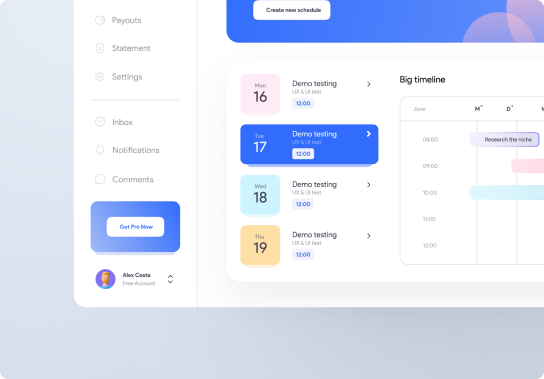 Payouts
Statement
Settings
Inbox
Notifications
Comments
Get Pro Now
Alex Costa
Free Account
Create new schedule
Mon
16
Demo testing
UX & UI test
12:00
Tue
17
Demo testing
UX & UI test
12:00
Wed
18
Demo testing
UX & UI test
12:00
Thu
19
Demo testing
UX & UI test
12:00
Big timeline
June M D
08:00 Research the niche
09:00
10:00
11:00
12:00